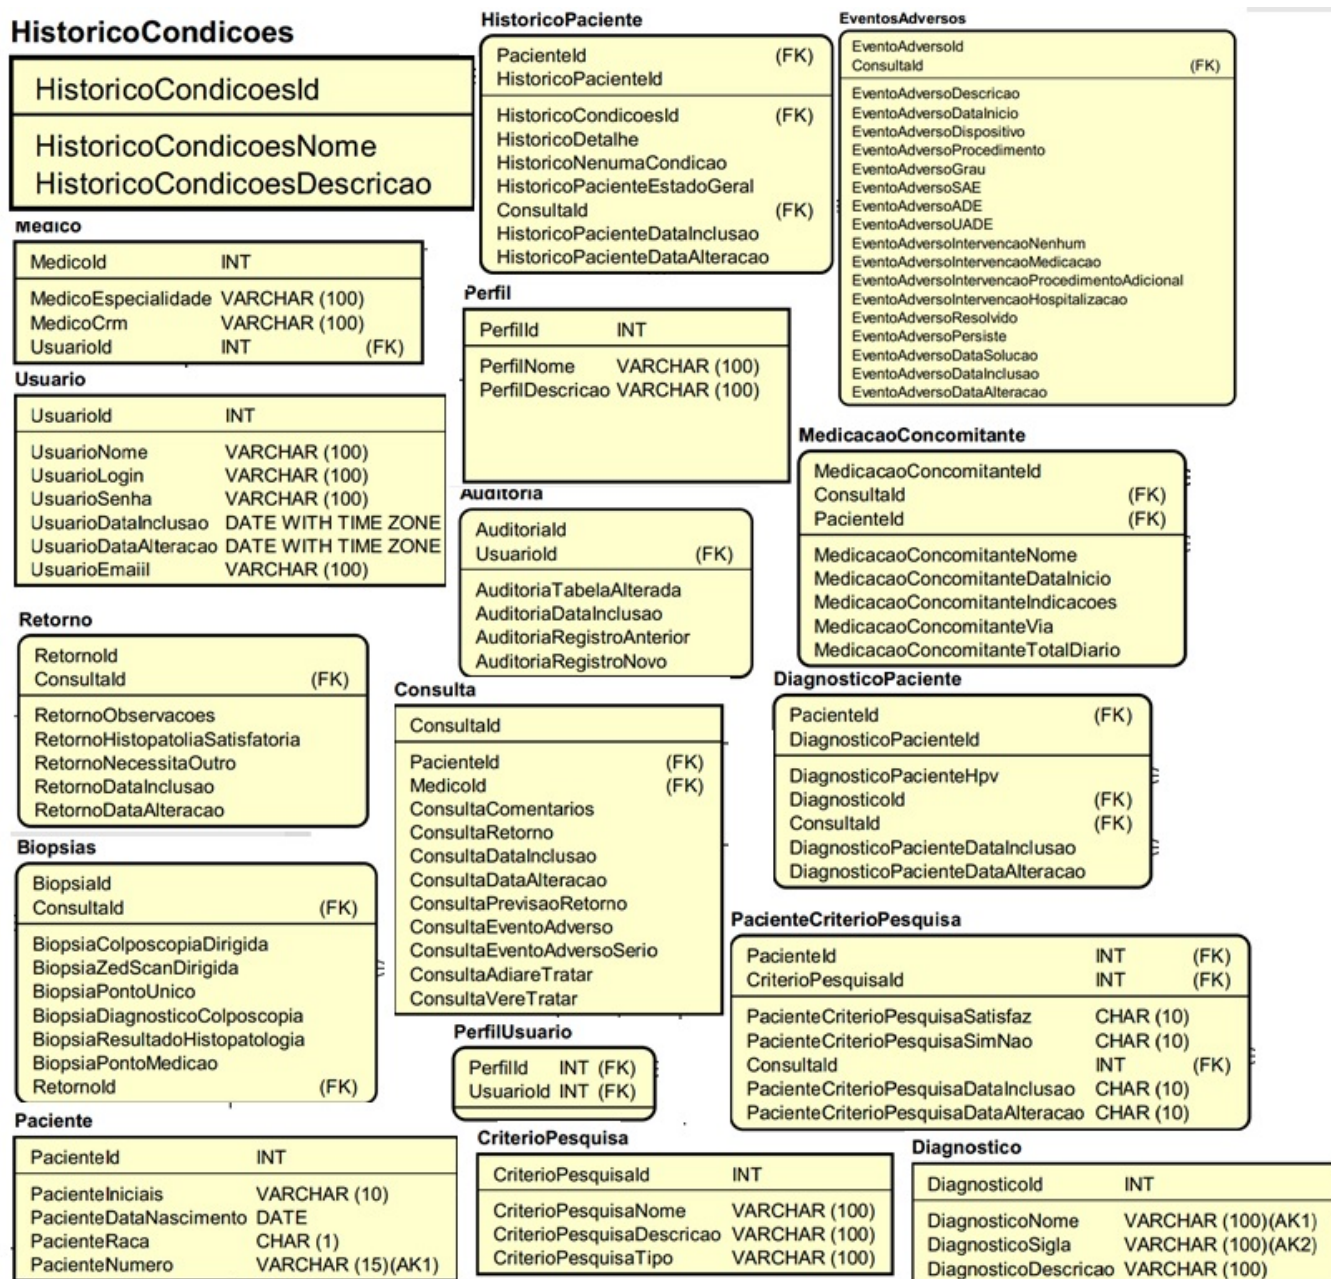 HistoricoCondicoes
HistoricoCondicoesId
HistoricoCondicoesNome
HistoricoCondicoesDescricao
HistoricoPaciente
PacienteId (FK)
HistoricoPacienteId
HistoricoCondicoesId (FK)
HistoricoDetalhe
HistoricoNenumaCondicao
HistoricoPacienteEstadoGeral
ConsultaId (FK)
HistoricoPacienteDataInclusao
HistoricoPacienteDataAlteracao
EventosAdversos
EventoAdversoId
ConsultaId (FK)
EventoAdversoDescricao
EventoAdversoDataInicio
EventoAdversoDispositivo
EventoAdversoProcedimento
EventoAdversoGrau
EventoAdversoSAE
EventoAdversoADE
EventoAdversoUADE
EventoAdversoIntervencaoNenhum
EventoAdversoIntervencaoMedicacao
EventoAdversoIntervencaoProcedimentoAdicional
EventoAdversoIntervencaoHospitalizacao
EventoAdversoResolvido
EventoAdversoPersiste
EventoAdversoDataSolucao
EventoAdversoDataInclusao
EventoAdversoDataAlteracao
Medico
MedicoId INT
MedicoEspecialidade VARCHAR (100)
MedicoCrm VARCHAR (100)
UsuarioId INT (FK)
Perfil
PerfilId INT
PerfilNome VARCHAR (100)
PerfilDescricao VARCHAR (100)
Usuario
UsuarioId INT
UsuarioNome VARCHAR (100)
UsuarioLogin VARCHAR (100)
UsuarioSenha VARCHAR (100)
UsuarioDataInclusao DATE WITH TIME ZONE
UsuarioDataAlteracao DATE WITH TIME ZONE
UsuarioEmaiil VARCHAR (100)
Auditoria
AuditoriaId
UsuarioId (FK)
AuditoriaTabelaAlterada
AuditoriaDataInclusao
AuditoriaRegistroAnterior
AuditoriaRegistroNovo
MedicacaoConcomitante
MedicacaoConcomitanteId
ConsultaId (FK)
PacienteId (FK)
MedicacaoConcomitanteNome
MedicacaoConcomitanteDataInicio
MedicacaoConcomitanteIndicacoes
MedicacaoConcomitanteVia
MedicacaoConcomitanteTotalDiario
Retorno
RetornoId
ConsultaId (FK)
RetornoObservacoes
RetornoHistopatoliaSatisfatoria
RetornoNecessitaOutro
RetornoDataInclusao
RetornoDataAlteracao
Consulta
ConsultaId
PacienteId (FK)
MedicoId (FK)
ConsultaComentarios
ConsultaRetorno
ConsultaDataInclusao
ConsultaDataAlteracao
ConsultaPrevisaoRetorno
ConsultaEventoAdverso
ConsultaEventoAdversoSerio
ConsultaAdiareTratar
ConsultaVereTratar
DiagnosticoPaciente
PacienteId (FK)
DiagnosticoPacienteId
DiagnosticoPacienteHpv
DiagnosticoId (FK)
ConsultaId (FK)
DiagnosticoPacienteDataInclusao
DiagnosticoPacienteDataAlteracao
Biopsias
BiopsiaId
ConsultaId (FK)
BiopsiaColposcopiaDirigida
BiopsiaZedScanDirigida
BiopsiaPontoUnico
BiopsiaDiagnosticoColposcopia
BiopsiaResultadoHistopatologia
BiopsiaPontoMedicao
RetornoId (FK)
PacienteCriterioPesquisa
PacienteId INT (FK)
CriterioPesquisaId INT (FK)
PacienteCriterioPesquisaSatisfaz CHAR (10)
PacienteCriterioPesquisaSimNao CHAR (10)
ConsultaId INT (FK)
PacienteCriterioPesquisaDataInclusao CHAR (10)
PacienteCriterioPesquisaDataAlteracao CHAR (10)
PerfilUsuario
PerfilId INT (FK)
UsuarioId INT (FK)
Paciente
PacienteId INT
PacienteIniciais VARCHAR (10)
PacienteDataNascimento DATE
PacienteRaca CHAR (1)
PacienteNumero VARCHAR (15)(AK1)
CriterioPesquisa
CriterioPesquisaId INT
CriterioPesquisaNome VARCHAR (100)
CriterioPesquisaDescricao VARCHAR (100)
CriterioPesquisaTipo VARCHAR (100)
Diagnostico
DiagnosticoId INT
DiagnosticoNome VARCHAR (100)(AK1)
DiagnosticoSigla VARCHAR (100)(AK2)
DiagnosticoDescricao VARCHAR (100)